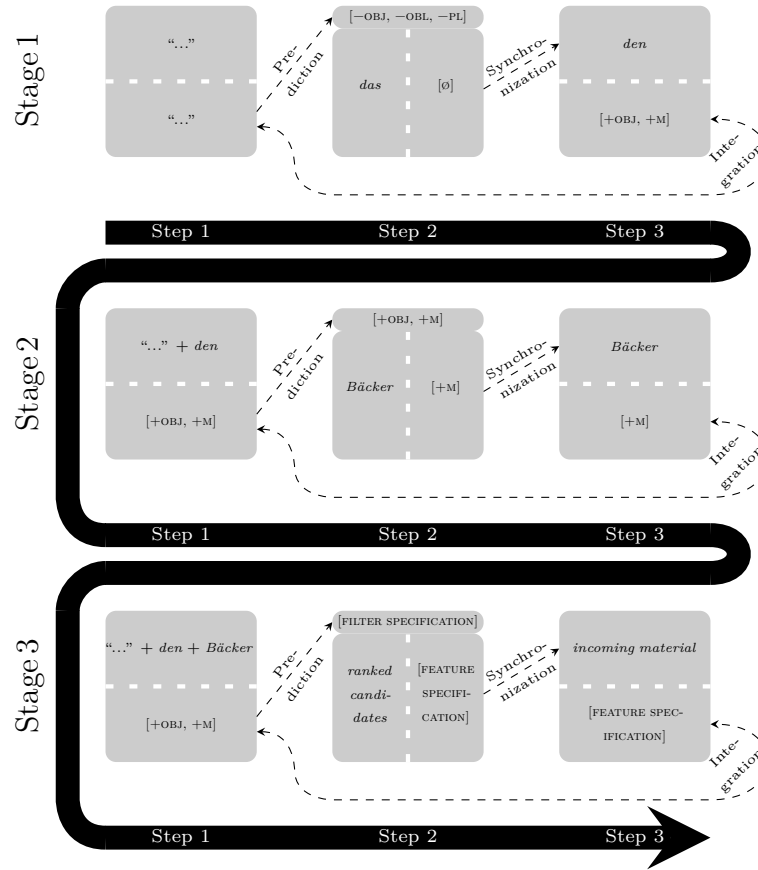 Stage 1
[−OBJ, −OBL, −PL]
“...”
“...”
Pre-
diction
das
[ø]
Synchro-
nization
den
[+OBJ, +M]
Inte-
gration
Step 1
Step 2
Step 3
Stage 2
[+OBJ, +M]
“...” + den
[+OBJ, +M]
Pre-
diction
Bäcker
[+M]
Synchro-
nization
Bäcker
[+M]
Inte-
gration
Step 1
Step 2
Step 3
Stage 3
[FILTER SPECIFICATION]
“...” + den + Bäcker
[+OBJ, +M]
Pre-
diction
ranked
candi-
dates
[FEATURE
SPECIFI-
CATION]
Synchro-
nization
incoming material
[FEATURE SPEC-
IFICATION]
Inte-
gration
Step 1
Step 2
Step 3